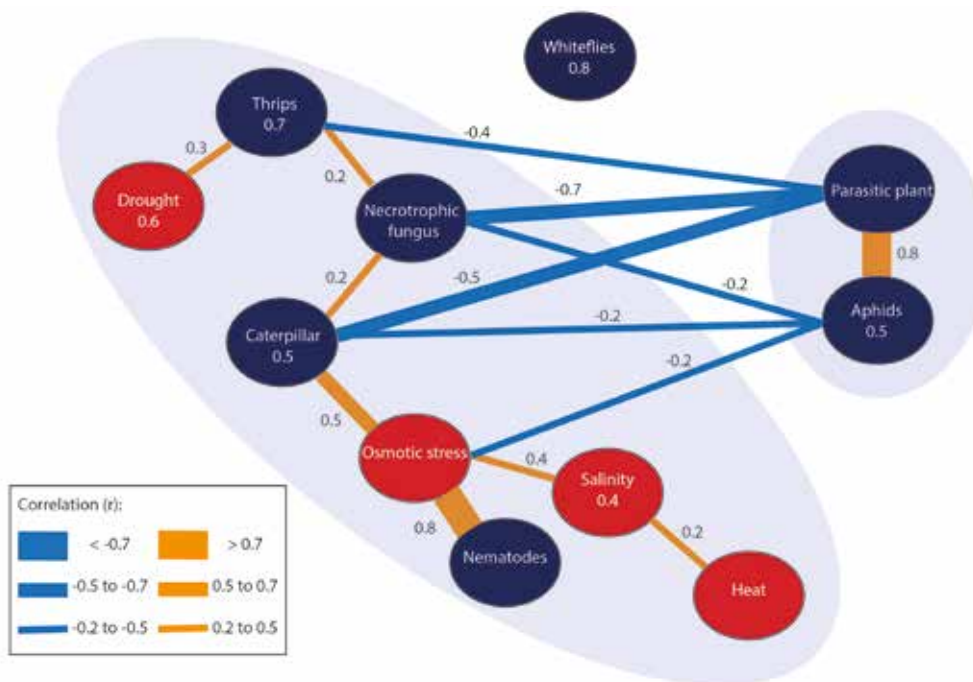 Whiteflies
0.8
Thrips
0.7
-0.4
0.3
0.2
-0.7
Parasitic plant
Drought
0.6
Necrotrophic
fungus
0.8
0.2
-0.5
-0.2
Aphids
0.5
Caterpillar
0.5
-0.2
-0.2
0.5
Osmotic stress
0.4
Salinity
0.4
0.8
0.2
Nematodes
Heat
Correlation (r):
< -0.7
> 0.7
-0.5 to -0.7
0.5 to 0.7
-0.2 to -0.5
0.2 to 0.5